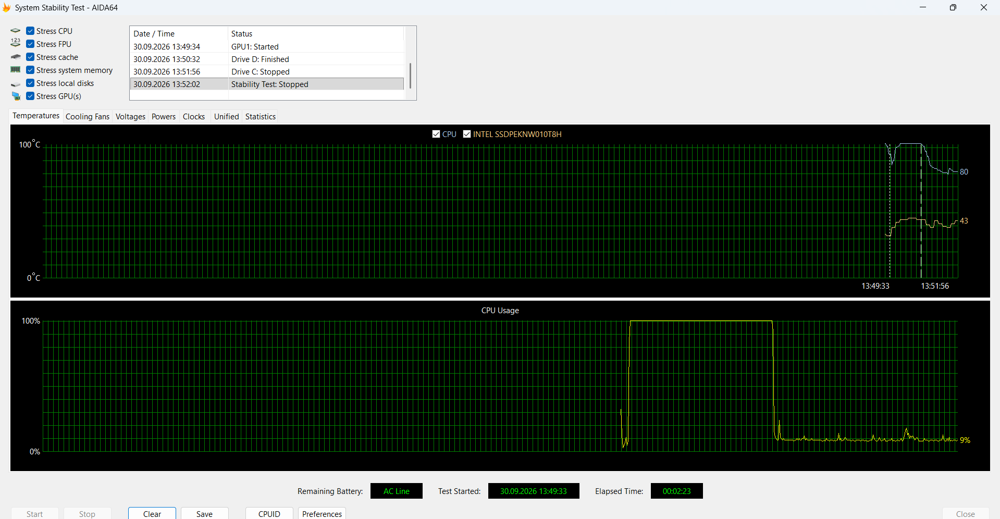 System Stability Test - AIDA64
Stress CPU
Stress FPU
Stress cache
Stress system memory
Stress local disks
Stress GPU(s)
Date / Time Status
30.09.2026 13:49:34 GPU1: Started
30.09.2026 13:50:32 Drive D: Finished
30.09.2026 13:51:56 Drive C: Stopped
30.09.2026 13:52:02 Stability Test: Stopped
Temperatures Cooling Fans Voltages Powers Clocks Unified Statistics
CPU INTEL SSDPEKNW010T8H
100°C
80
43
0°C
13:49:33 13:51:56
CPU Usage
100%
9%
0%
Remaining Battery: AC Line Test Started: 30.09.2026 13:49:33 Elapsed Time: 00:02:23
Start Stop Clear Save CPUID Preferences Close